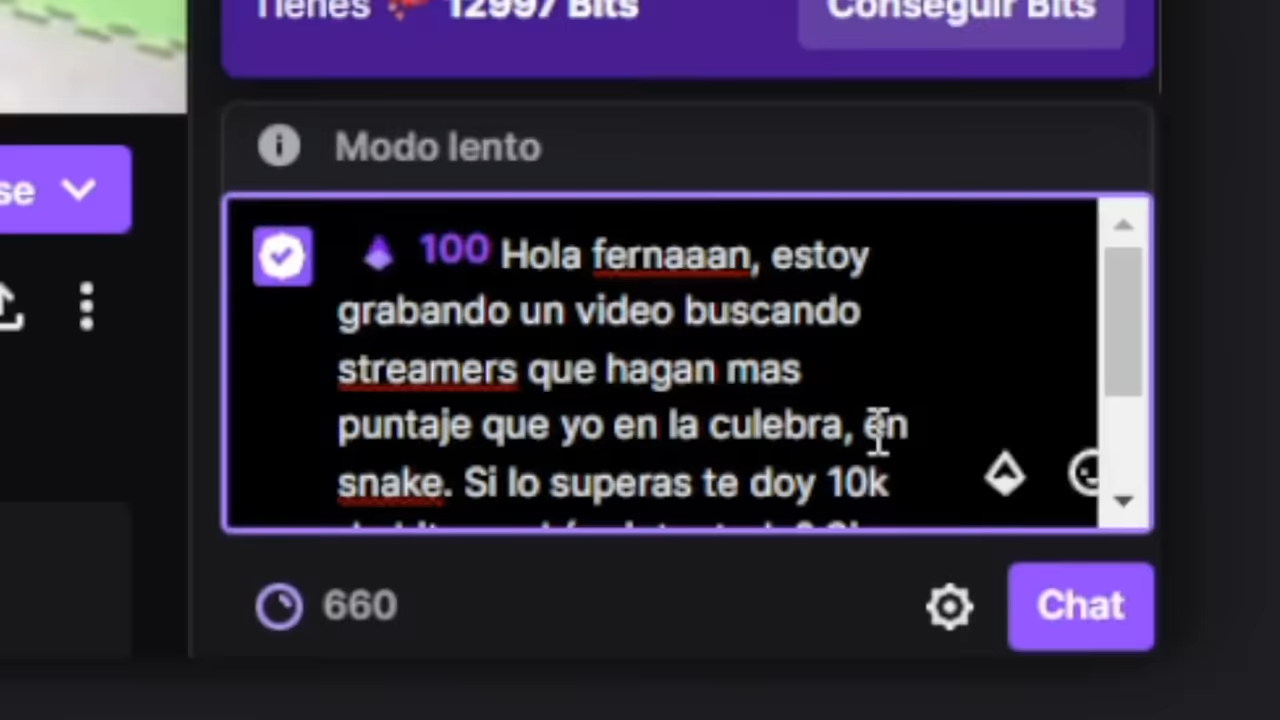 Tienes 12997 Bits
Conseguir Bits
Modo lento
se
100 Hola fernaaan, estoy
grabando un video buscando
streamers que hagan mas
puntaje que yo en la culebra, en
snake. Si lo superas te doy 10k
660
Chat